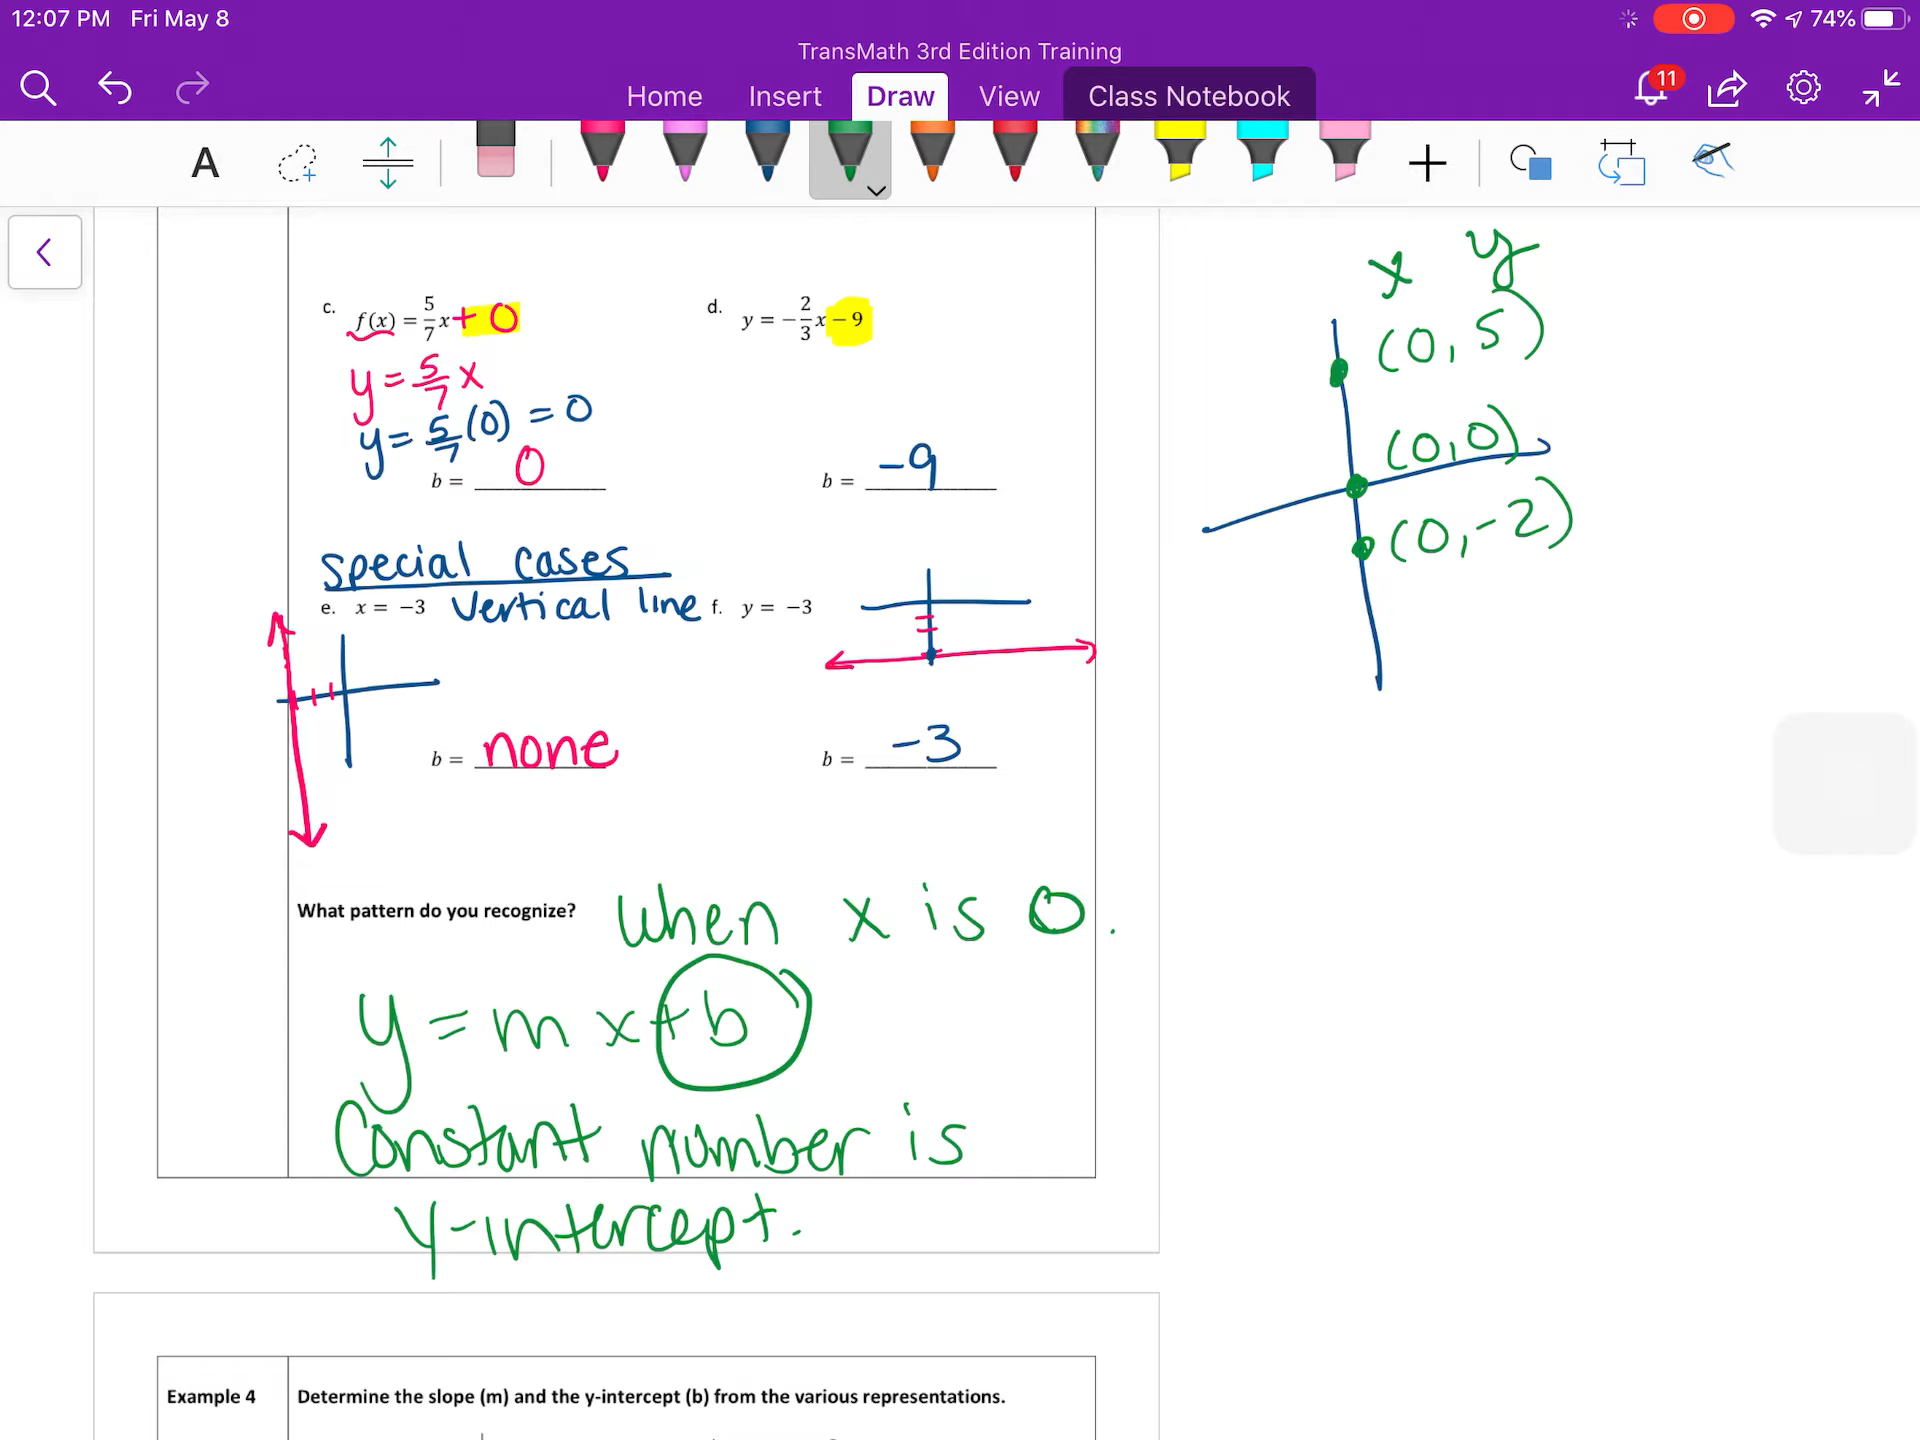 12:07 PM Fri May 8
74%
TransMath 3rd Edition Training
Home Insert Draw View Class Notebook
11
A
x y
c. f(x) = 5/7 x + 0
d. y = −2/3 x − 9
(0, 5)
y = 5/7 x
y = 5/7 (0) = 0
(0,0)
b = 0
b = -9
(0, -2)
special cases
e. x = −3 Vertical line
f. y = −3
b = none
b = -3
What pattern do you recognize? when x is 0.
y = mx + b
Constant number is
y-intercept.
Example 4
Determine the slope (m) and the y-intercept (b) from the various representations.